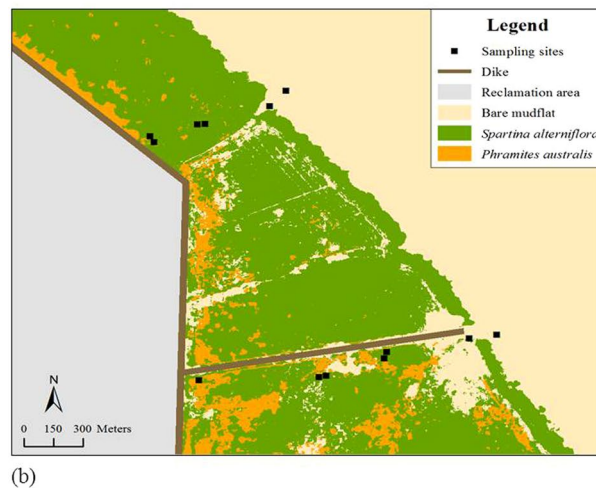 Legend
Sampling sites
Dike
Reclamation area
Bare mudflat
Spartina alterniflora
Phramites australis
N
0 150 300 Meters
(b)